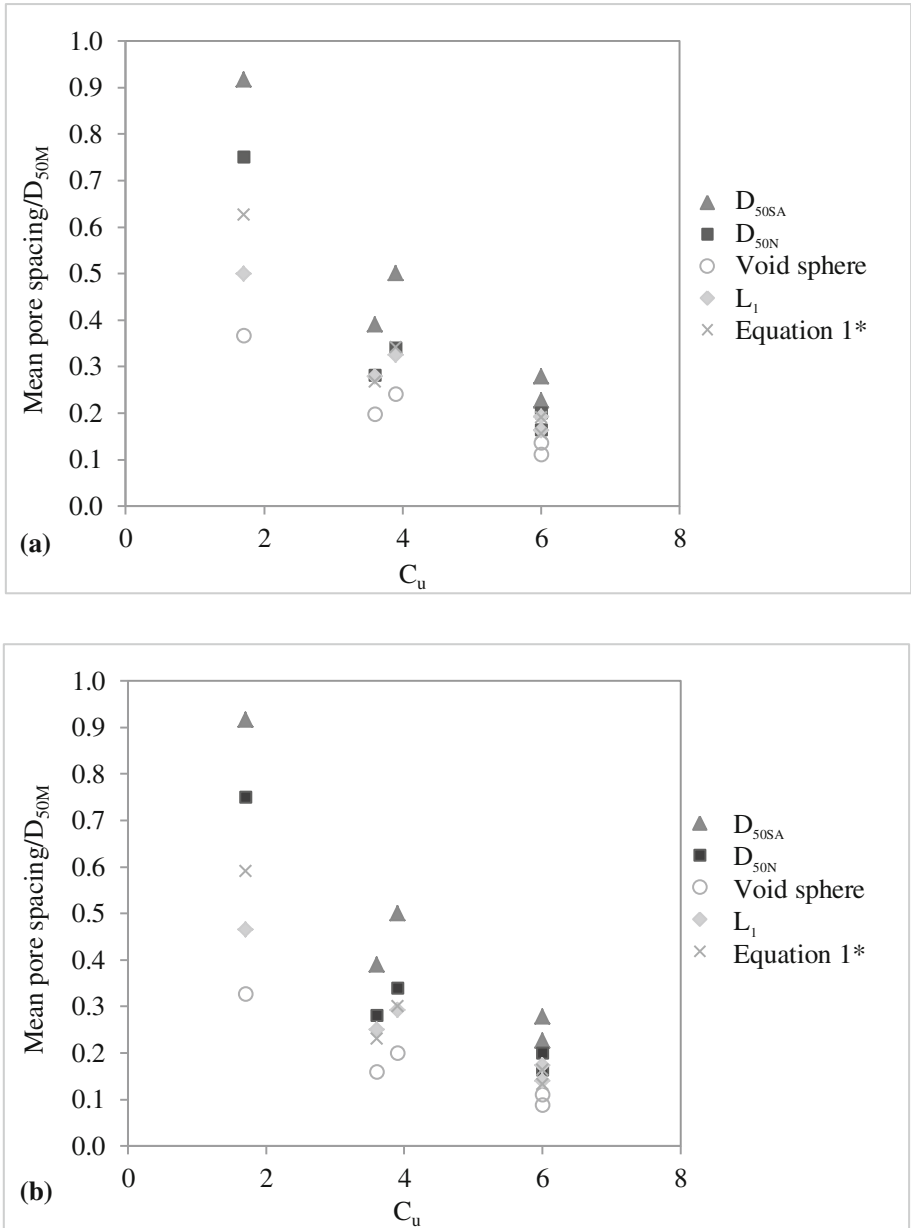 1.0
0.9
0.8
0.7
0.6
0.5
0.4
0.3
0.2
0.1
0.0
Mean pore spacing/D50M
0 2 4 6 8
Cu
(a)
D50SA
D50N
Void sphere
L1
Equation 1*
1.0
0.9
0.8
0.7
0.6
0.5
0.4
0.3
0.2
0.1
0.0
Mean pore spacing/D50M
0 2 4 6 8
Cu
(b)
D50SA
D50N
Void sphere
L1
Equation 1*